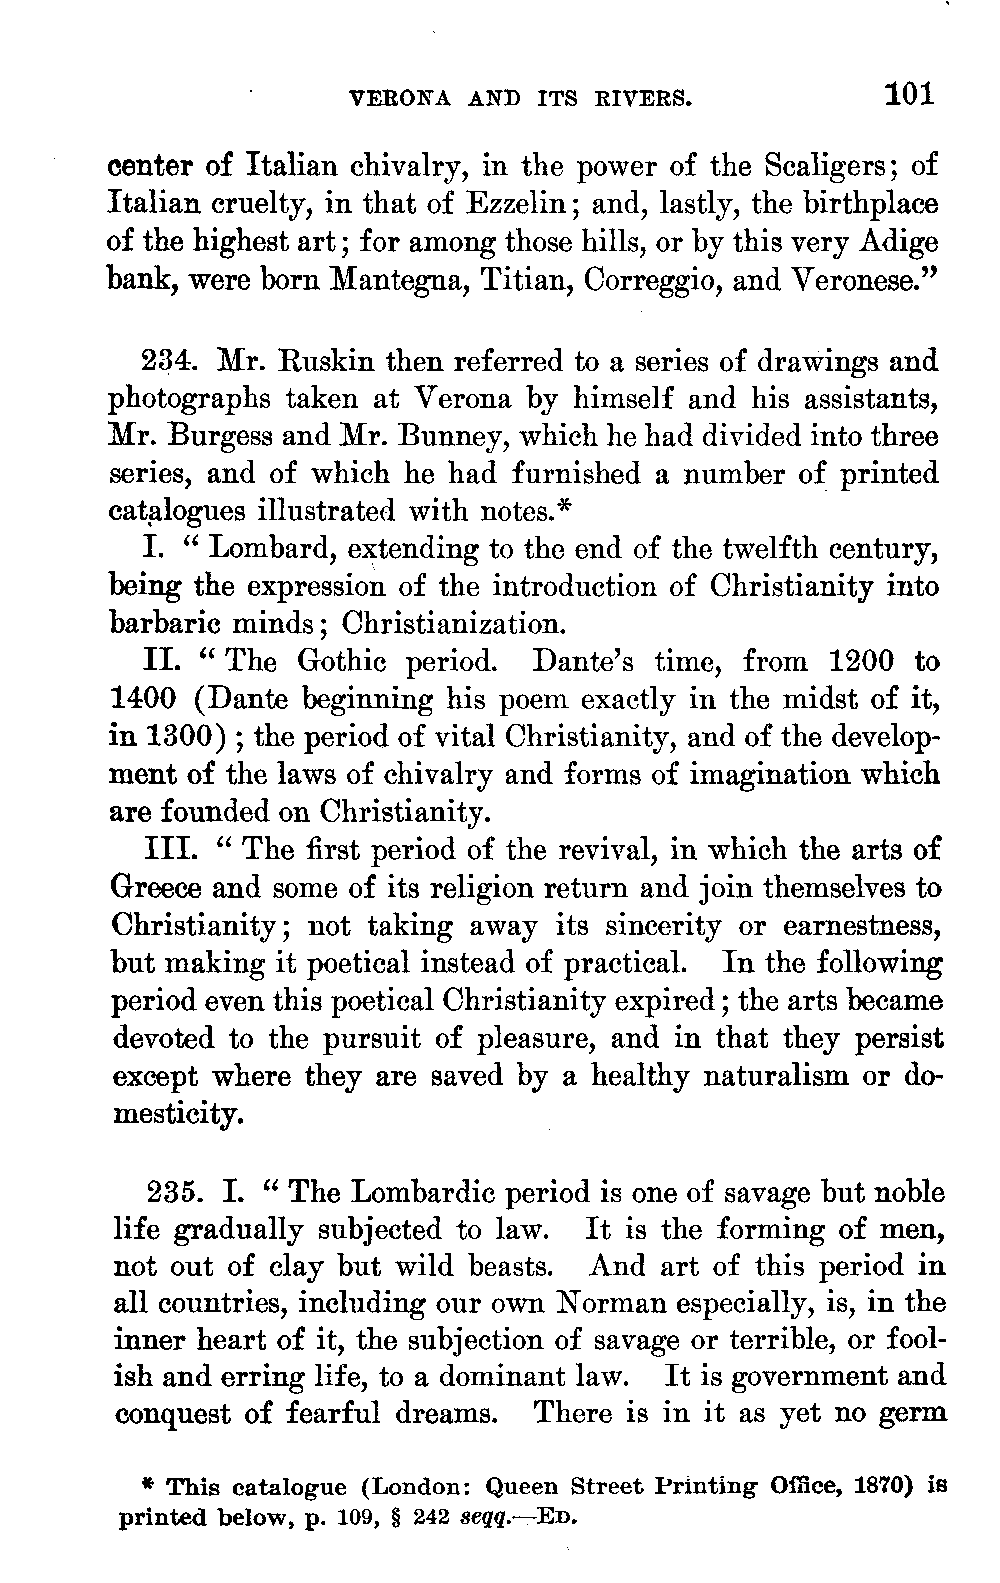 VERONA AND ITS RIVERS. 101
center of Italian chivalry, in the power of the Scaligers; of
Italian cruelty, in that of Ezzelin; and, lastly, the birthplace
of the highest art; for among those hills, or by this very Adige
bank, were born Mantegna, Titian, Correggio, and Veronese.”
234. Mr. Ruskin then referred to a series of drawings and
photographs taken at Verona by himself and his assistants,
Mr. Burgess and Mr. Bunney, which he had divided into three
series, and of which he had furnished a number of printed
catalogues illustrated with notes.*
I. “ Lombard, extending to the end of the twelfth century,
being the expression of the introduction of Christianity into
barbaric minds; Christianization.
II. “ The Gothic period. Dante’s time, from 1200 to
1400 (Dante beginning his poem exactly in the midst of it,
in 1300) ; the period of vital Christianity, and of the develop-
ment of the laws of chivalry and forms of imagination which
are founded on Christianity.
III. “ The first period of the revival, in which the arts of
Greece and some of its religion return and join themselves to
Christianity; not taking away its sincerity or earnestness,
but making it poetical instead of practical. In the following
period even this poetical Christianity expired; the arts became
devoted to the pursuit of pleasure, and in that they persist
except where they are saved by a healthy naturalism or do-
mesticity.
235. I. “ The Lombardic period is one of savage but noble
life gradually subjected to law. It is the forming of men,
not out of clay but wild beasts. And art of this period in
all countries, including our own Norman especially, is, in the
inner heart of it, the subjection of savage or terrible, or fool-
ish and erring life, to a dominant law. It is government and
conquest of fearful dreams. There is in it as yet no germ
* This catalogue (London: Queen Street Printing Office, 1870) is
printed below, p. 109, § 242 seqq.—ED.